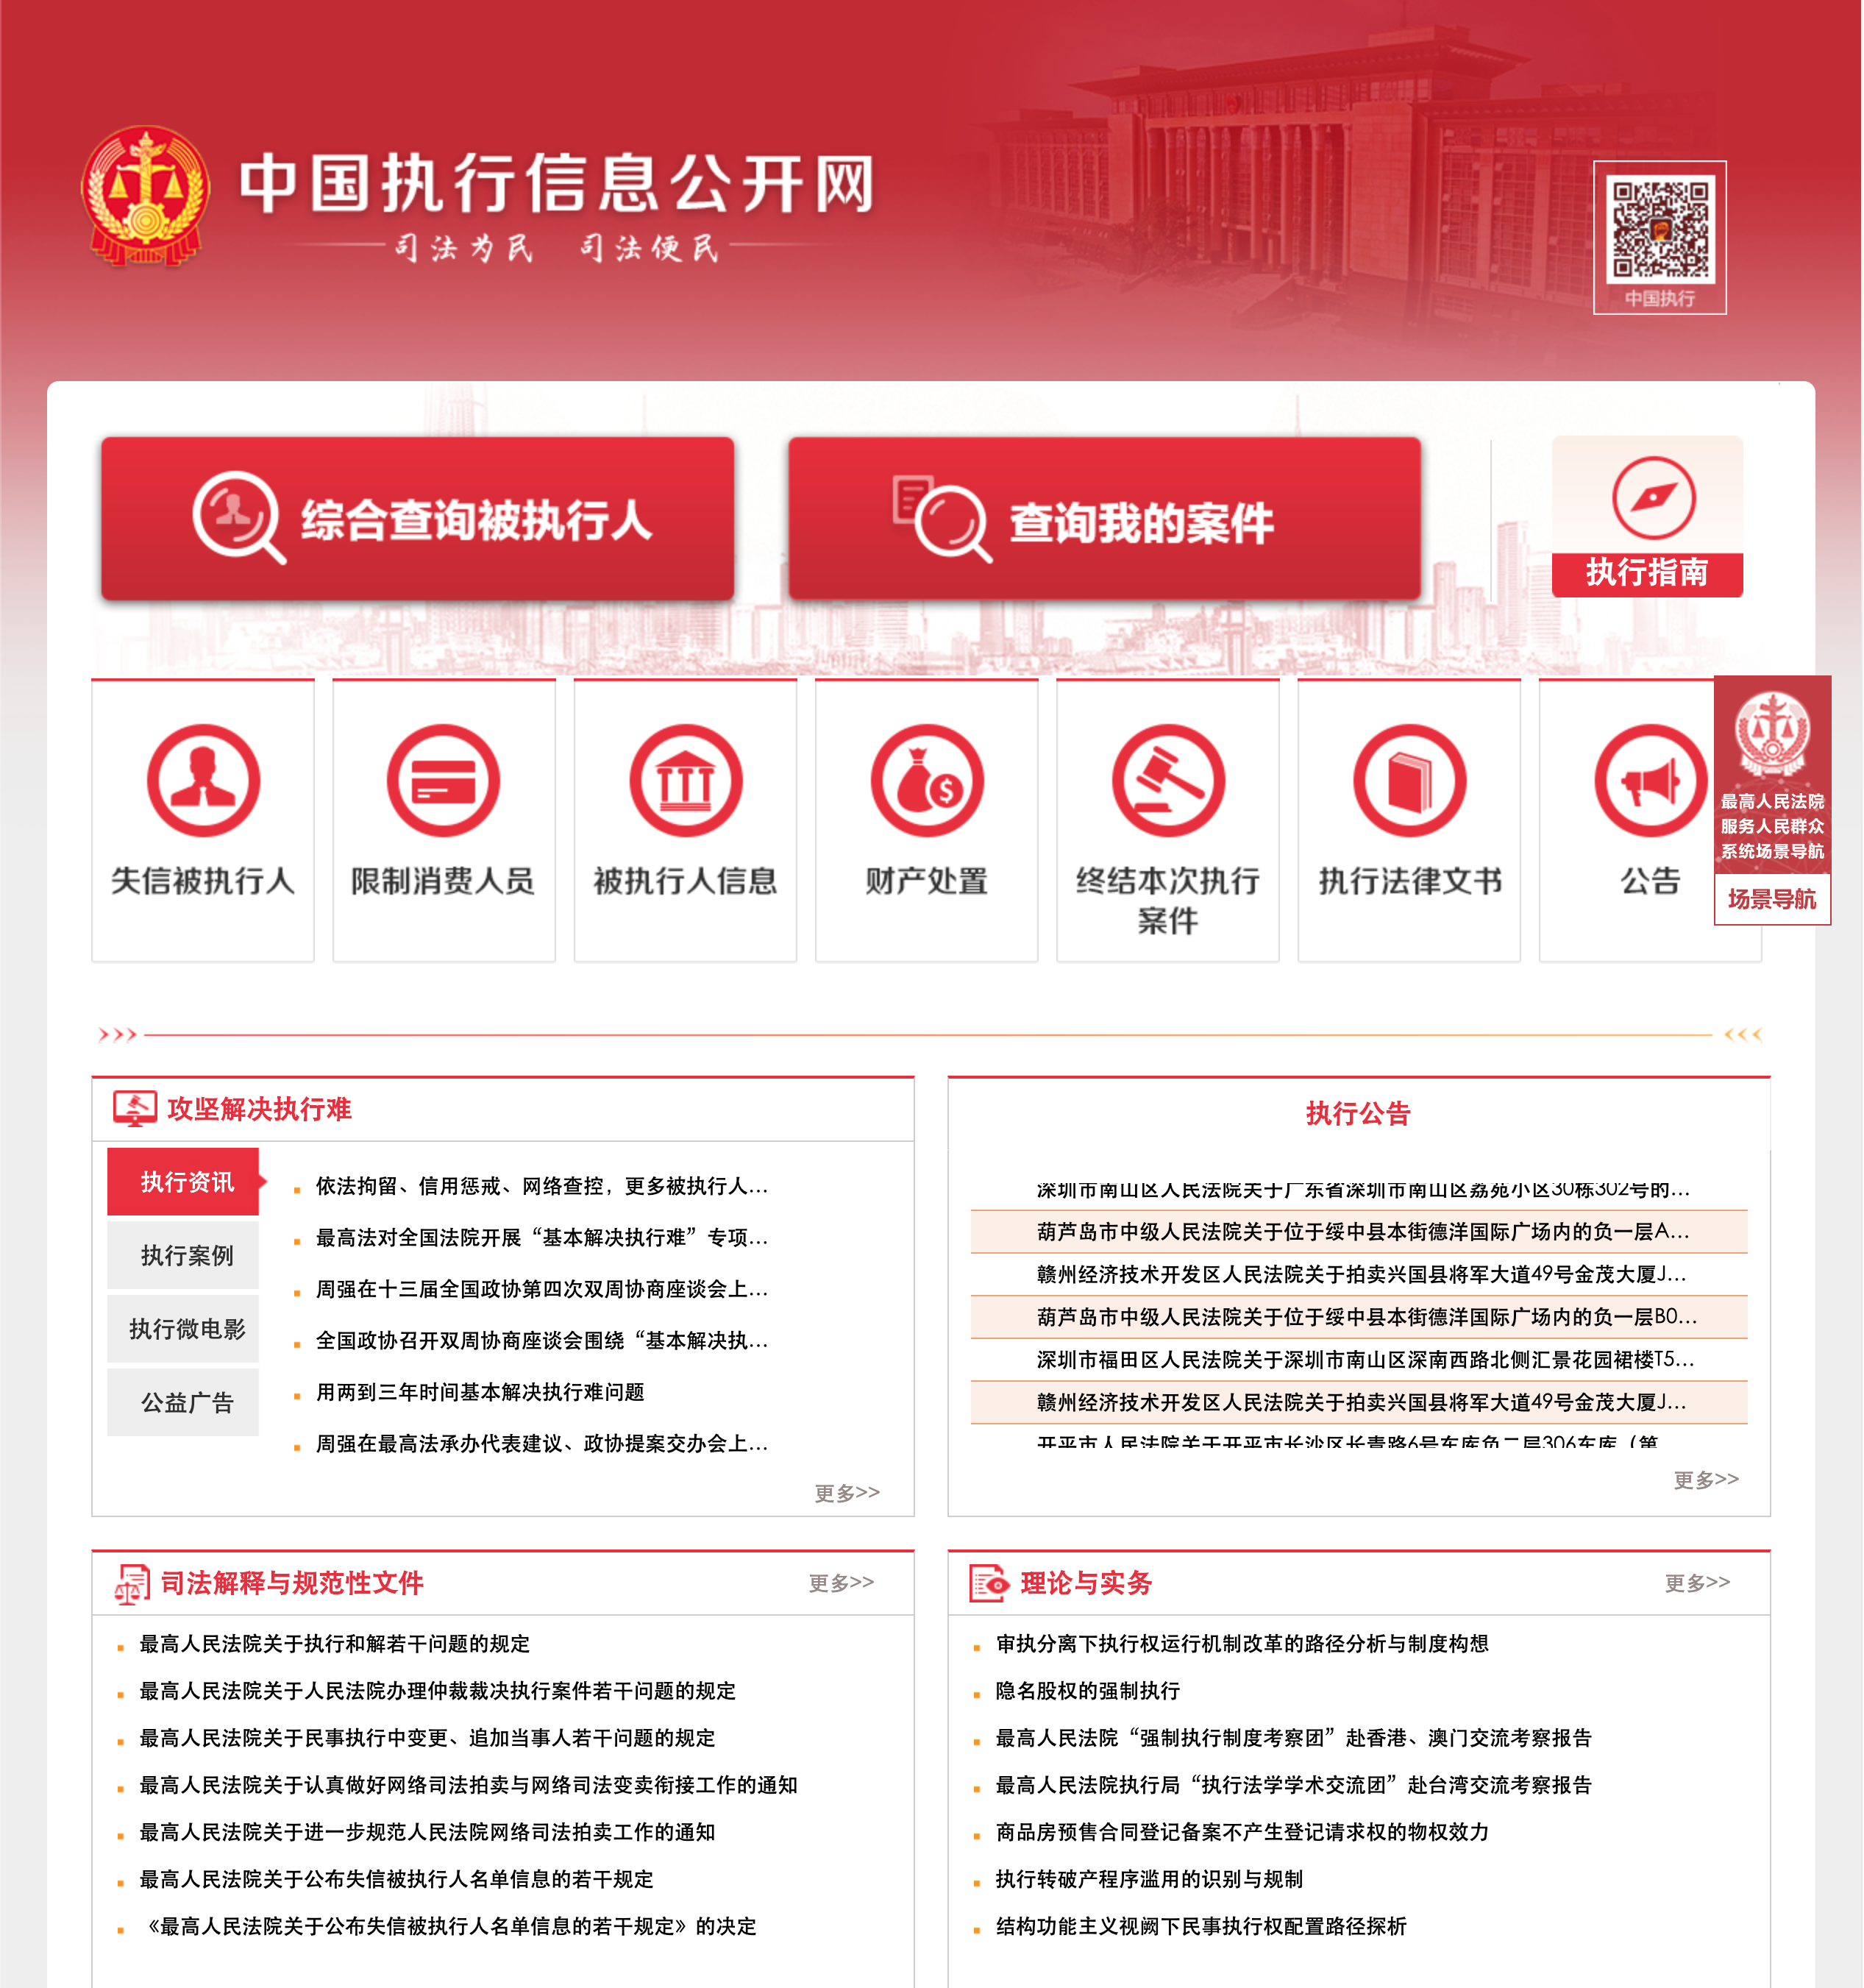 中国执行信息公开网
司法为民 司法便民
中国执行
综合查询被执行人
查询我的案件
执行指南
失信被执行人
限制消费人员
被执行人信息
财产处置
终结本次执行
案件
执行法律文书
公告
最高人民法院
服务人民群众
系统场景导航
场景导航
攻坚解决执行难
执行资讯
执行案例
执行微电影
公益广告
依法拘留、信用惩戒、网络查控，更多被执行人...
最高法对全国法院开展“基本解决执行难”专项...
周强在十三届全国政协第四次双周协商座谈会上...
全国政协召开双周协商座谈会围绕“基本解决执...
用两到三年时间基本解决执行难问题
周强在最高法承办代表建议、政协提案交办会上...
更多>>
执行公告
深圳市南山区人民法院关于广东省深圳市南山区荔苑小区30栋302号的...
葫芦岛市中级人民法院关于位于绥中县本街德洋国际广场内的负一层A...
赣州经济技术开发区人民法院关于拍卖兴国县将军大道49号金茂大厦J...
葫芦岛市中级人民法院关于位于绥中县本街德洋国际广场内的负一层B0...
深圳市福田区人民法院关于深圳市南山区深南西路北侧汇景花园裙楼T5...
赣州经济技术开发区人民法院关于拍卖兴国县将军大道49号金茂大厦J...
开平市人民法院关于开平市长沙区长青路6号车库负二层306车库（第
更多>>
司法解释与规范性文件
更多>>
最高人民法院关于执行和解若干问题的规定
最高人民法院关于人民法院办理仲裁裁决执行案件若干问题的规定
最高人民法院关于民事执行中变更、追加当事人若干问题的规定
最高人民法院关于认真做好网络司法拍卖与网络司法变卖衔接工作的通知
最高人民法院关于进一步规范人民法院网络司法拍卖工作的通知
最高人民法院关于公布失信被执行人名单信息的若干规定
《最高人民法院关于公布失信被执行人名单信息的若干规定》的决定
理论与实务
更多>>
审执分离下执行权运行机制改革的路径分析与制度构想
隐名股权的强制执行
最高人民法院“强制执行制度考察团”赴香港、澳门交流考察报告
最高人民法院执行局“执行法学学术交流团”赴台湾交流考察报告
商品房预售合同登记备案不产生登记请求权的物权效力
执行转破产程序滥用的识别与规制
结构功能主义视阙下民事执行权配置路径探析